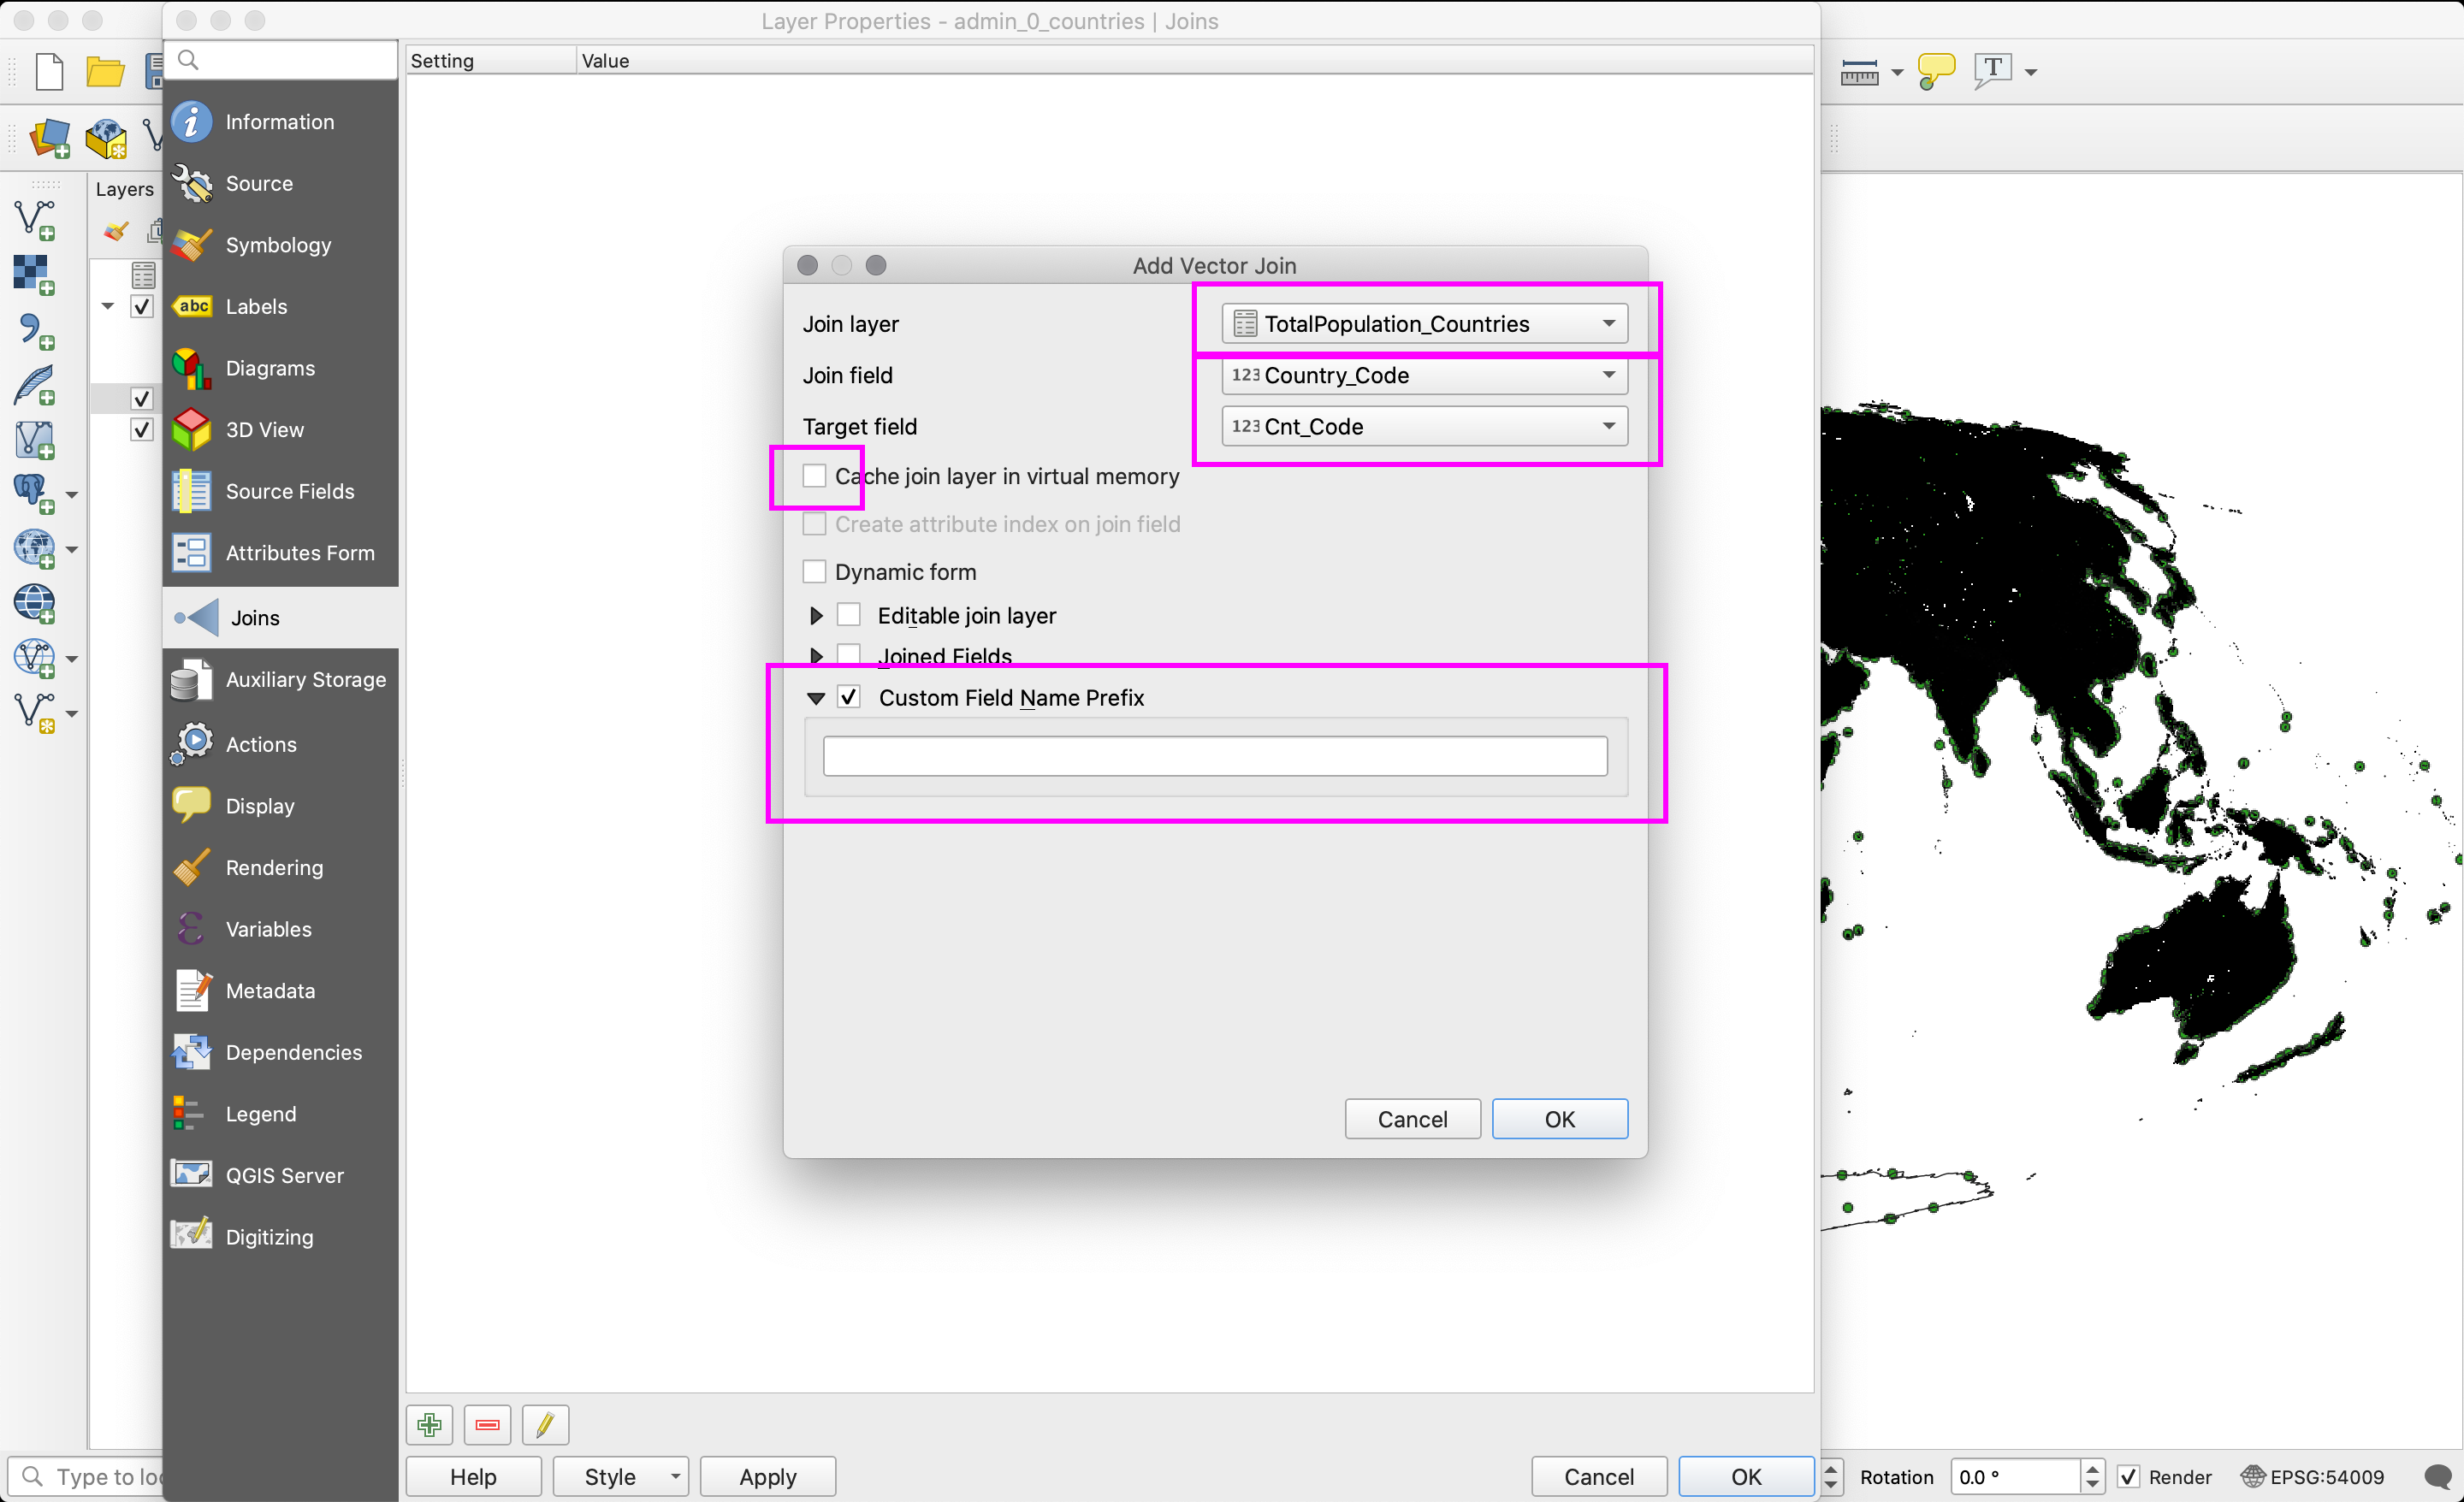 Layer Properties - admin_0_countries | Joins
Setting
Value
Information
Source
Layers
Symbology
abc
Labels
Diagrams
3D View
Source Fields
Attributes Form
Joins
Auxiliary Storage
Actions
Display
Rendering
Variables
Metadata
Dependencies
Legend
QGIS Server
Digitizing
Add Vector Join
Join layer
TotalPopulation_Countries
Join field
123 Country_Code
Target field
123 Cnt_Code
Cache join layer in virtual memory
Create attribute index on join field
Dynamic form
Editable join layer
Joined Fields
Custom Field Name Prefix
Cancel
OK
Help
Style
Apply
Cancel
OK
Type to loc
Rotation
0.0 °
Render
EPSG:54009